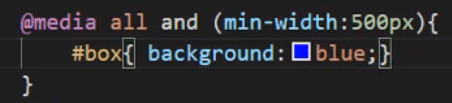 @media all and (min-width:500px){
#box{ background:blue;}
}